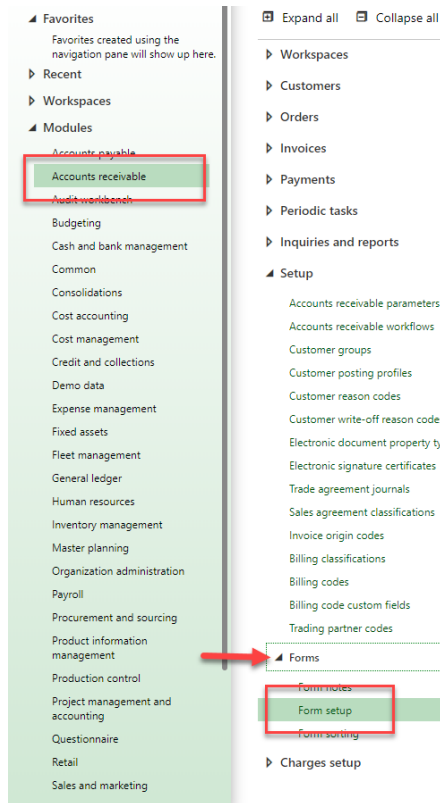 Favorites
Favorites created using the
navigation pane will show up here.
Recent
Workspaces
Modules
Accounts payable
Accounts receivable
Audit workbench
Budgeting
Cash and bank management
Common
Consolidations
Cost accounting
Cost management
Credit and collections
Demo data
Expense management
Fixed assets
Fleet management
General ledger
Human resources
Inventory management
Master planning
Organization administration
Payroll
Procurement and sourcing
Product information
management
Production control
Project management and
accounting
Questionnaire
Retail
Sales and marketing
Expand all Collapse all
Workspaces
Customers
Orders
Invoices
Payments
Periodic tasks
Inquiries and reports
Setup
Accounts receivable parameters
Accounts receivable workflows
Customer groups
Customer posting profiles
Customer reason codes
Customer write-off reason code
Electronic document property ty
Electronic signature certificates
Trade agreement journals
Sales agreement classifications
Invoice origin codes
Billing classifications
Billing codes
Billing code custom fields
Trading partner codes
Forms
Form notes
Form setup
Form sorting
Charges setup